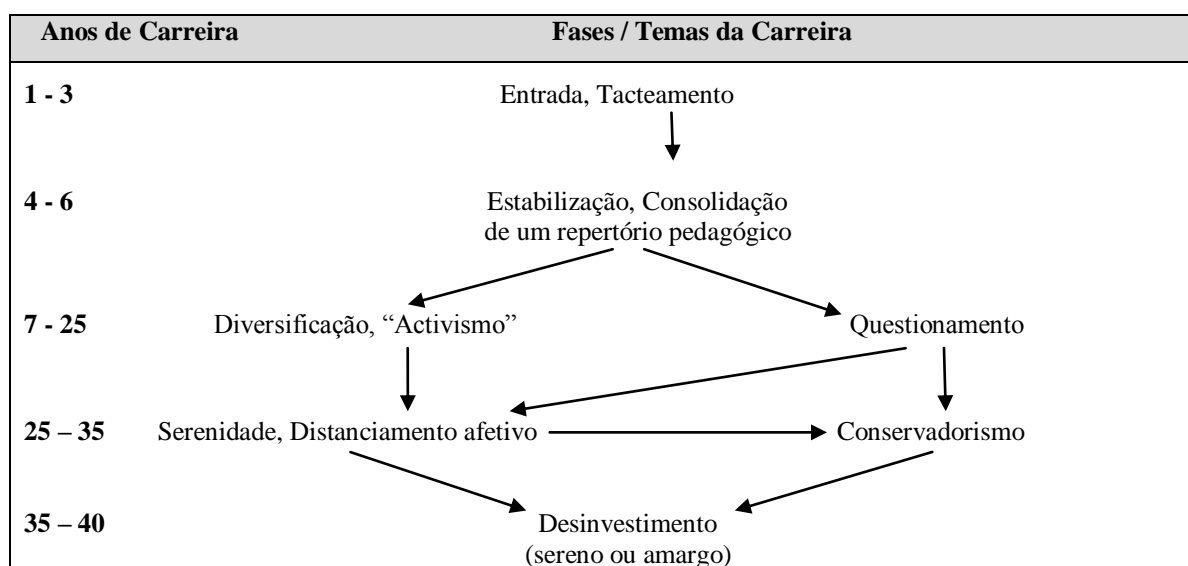 Anos de Carreira Fases / Temas da Carreira
1 - 3 Entrada, Tacteamento
4 - 6 Estabilização, Consolidação
de um repertório pedagógico
7 - 25 Diversificação, “Activismo” Questionamento
25 – 35 Serenidade, Distanciamento afetivo Conservadorismo
35 – 40 Desinvestimento
(sereno ou amargo)